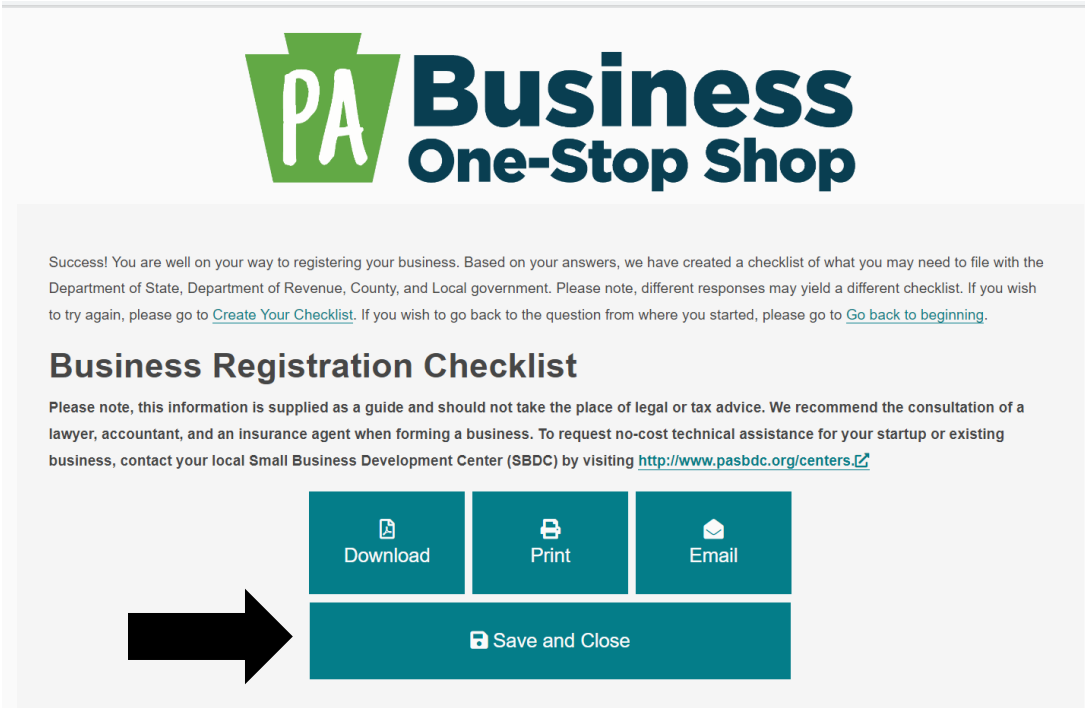 PA Business
One-Stop Shop
Success! You are well on your way to registering your business. Based on your answers, we have created a checklist of what you may need to file with the
Department of State, Department of Revenue, County, and Local government. Please note, different responses may yield a different checklist. If you wish
to try again, please go to Create Your Checklist. If you wish to go back to the question from where you started, please go to Go back to beginning.
Business Registration Checklist
Please note, this information is supplied as a guide and should not take the place of legal or tax advice. We recommend the consultation of a
lawyer, accountant, and an insurance agent when forming a business. To request no-cost technical assistance for your startup or existing
business, contact your local Small Business Development Center (SBDC) by visiting http://www.pasbdc.org/centers.
Download
Print
Email
Save and Close